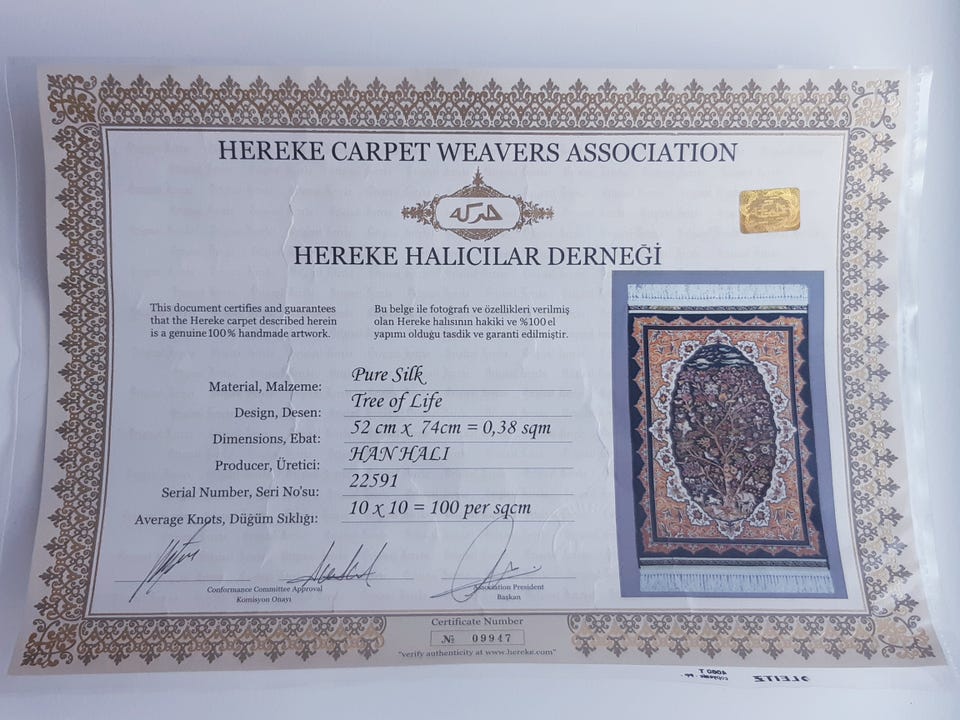 HEREKE CARPET WEAVERS ASSOCIATION
هركه
HEREKE HALICILAR DERNEĞİ
This document certifies and guarantees
that the Hereke carpet described herein
is a genuine 100% handmade artwork.
Bu belge ile fotoğrafı ve özellikleri verilmiş
olan Hereke halısının hakiki ve %100 el
yapımı olduğu tasdik ve garanti edilmiştir.
Material, Malzeme: Pure Silk
Design, Desen: Tree of Life
Dimensions, Ebat: 52 cm x 74cm = 0,38 sqm
Producer, Üretici: HAN HALI
Serial Number, Seri No'su: 22591
Average Knots, Düğüm Sıklığı: 10 x 10 = 100 per sqcm
Conformance Committee Approval
Komisyon Onayı
Association President
Başkan
Certificate Number
№ 09947
"verify authenticity at www.hereke.com"
LEITZ